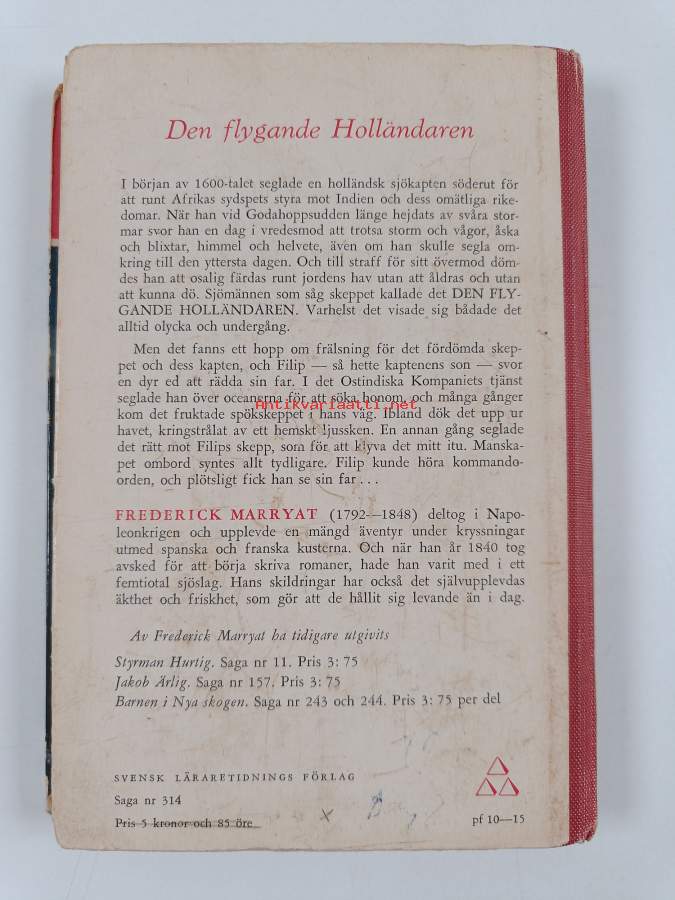 Den flygande Holländaren
I början av 1600-talet seglade en holländsk sjökapten söderut för
att runt Afrikas sydspets styra mot Indien och dess omätliga rike-
domar. När han vid Godahoppsudden länge hejdats av svåra stor-
mar svor han en dag i vredesmod att trotsa storm och vågor, åska
och blixtar, himmel och helvete, även om han skulle segla om-
kring till den yttersta dagen. Och till straff för sitt övermod döm-
des han att osalig färdas runt jordens hav utan att åldras och utan
att kunna dö. Sjömännen som såg skeppet kallade det DEN FLY-
GANDE HOLLÄNDAREN. Varhelst det visade sig bådade det
alltid olycka och undergång.
Men det fanns ett hopp om frälsning för det fördömda skep-
pet och dess kapten, och Filip — så hette kaptenens son — svor
en dyr ed att rädda sin far. I det Ostindiska Kompaniets tjänst
seglade han över oceanerna för att söka honom, och många gånger
Antikvariaatti.net
kom det fruktade spökskeppet i hans väg. Ibland dök det upp ur
havet, kringstrålat av ett hemskt ljussken. En annan gång seglade
det rätt mot Filips skepp, som för att klyva det mitt itu. Manska-
pet ombord syntes allt tydligare. Filip kunde höra kommando-
orden, och plötsligt fick han se sin far . . .
FREDERICK MARRYAT (1792—1848) deltog i Napo-
leonkrigen och upplevde en mängd äventyr under kryssningar
utmed spanska och franska kusterna. Och när han år 1840 tog
avsked för att börja skriva romaner, hade han varit med i ett
femtiotal sjöslag. Hans skildringar har också det självupplevdas
äkthet och friskhet, som gör att de hållit sig levande än i dag.
Av Frederick Marryat ha tidigare utgivits
Styrman Hurtig. Saga nr 11. Pris 3: 75
Jakob Ärlig. Saga nr 157. Pris 3: 75
Barnen i Nya skogen. Saga nr 243 och 244. Pris 3: 75 per del
SVENSK LÄRARETIDNINGS FÖRLAG
Saga nr 314
Pris 5 kronor och 85 öre
x
pf 10—15